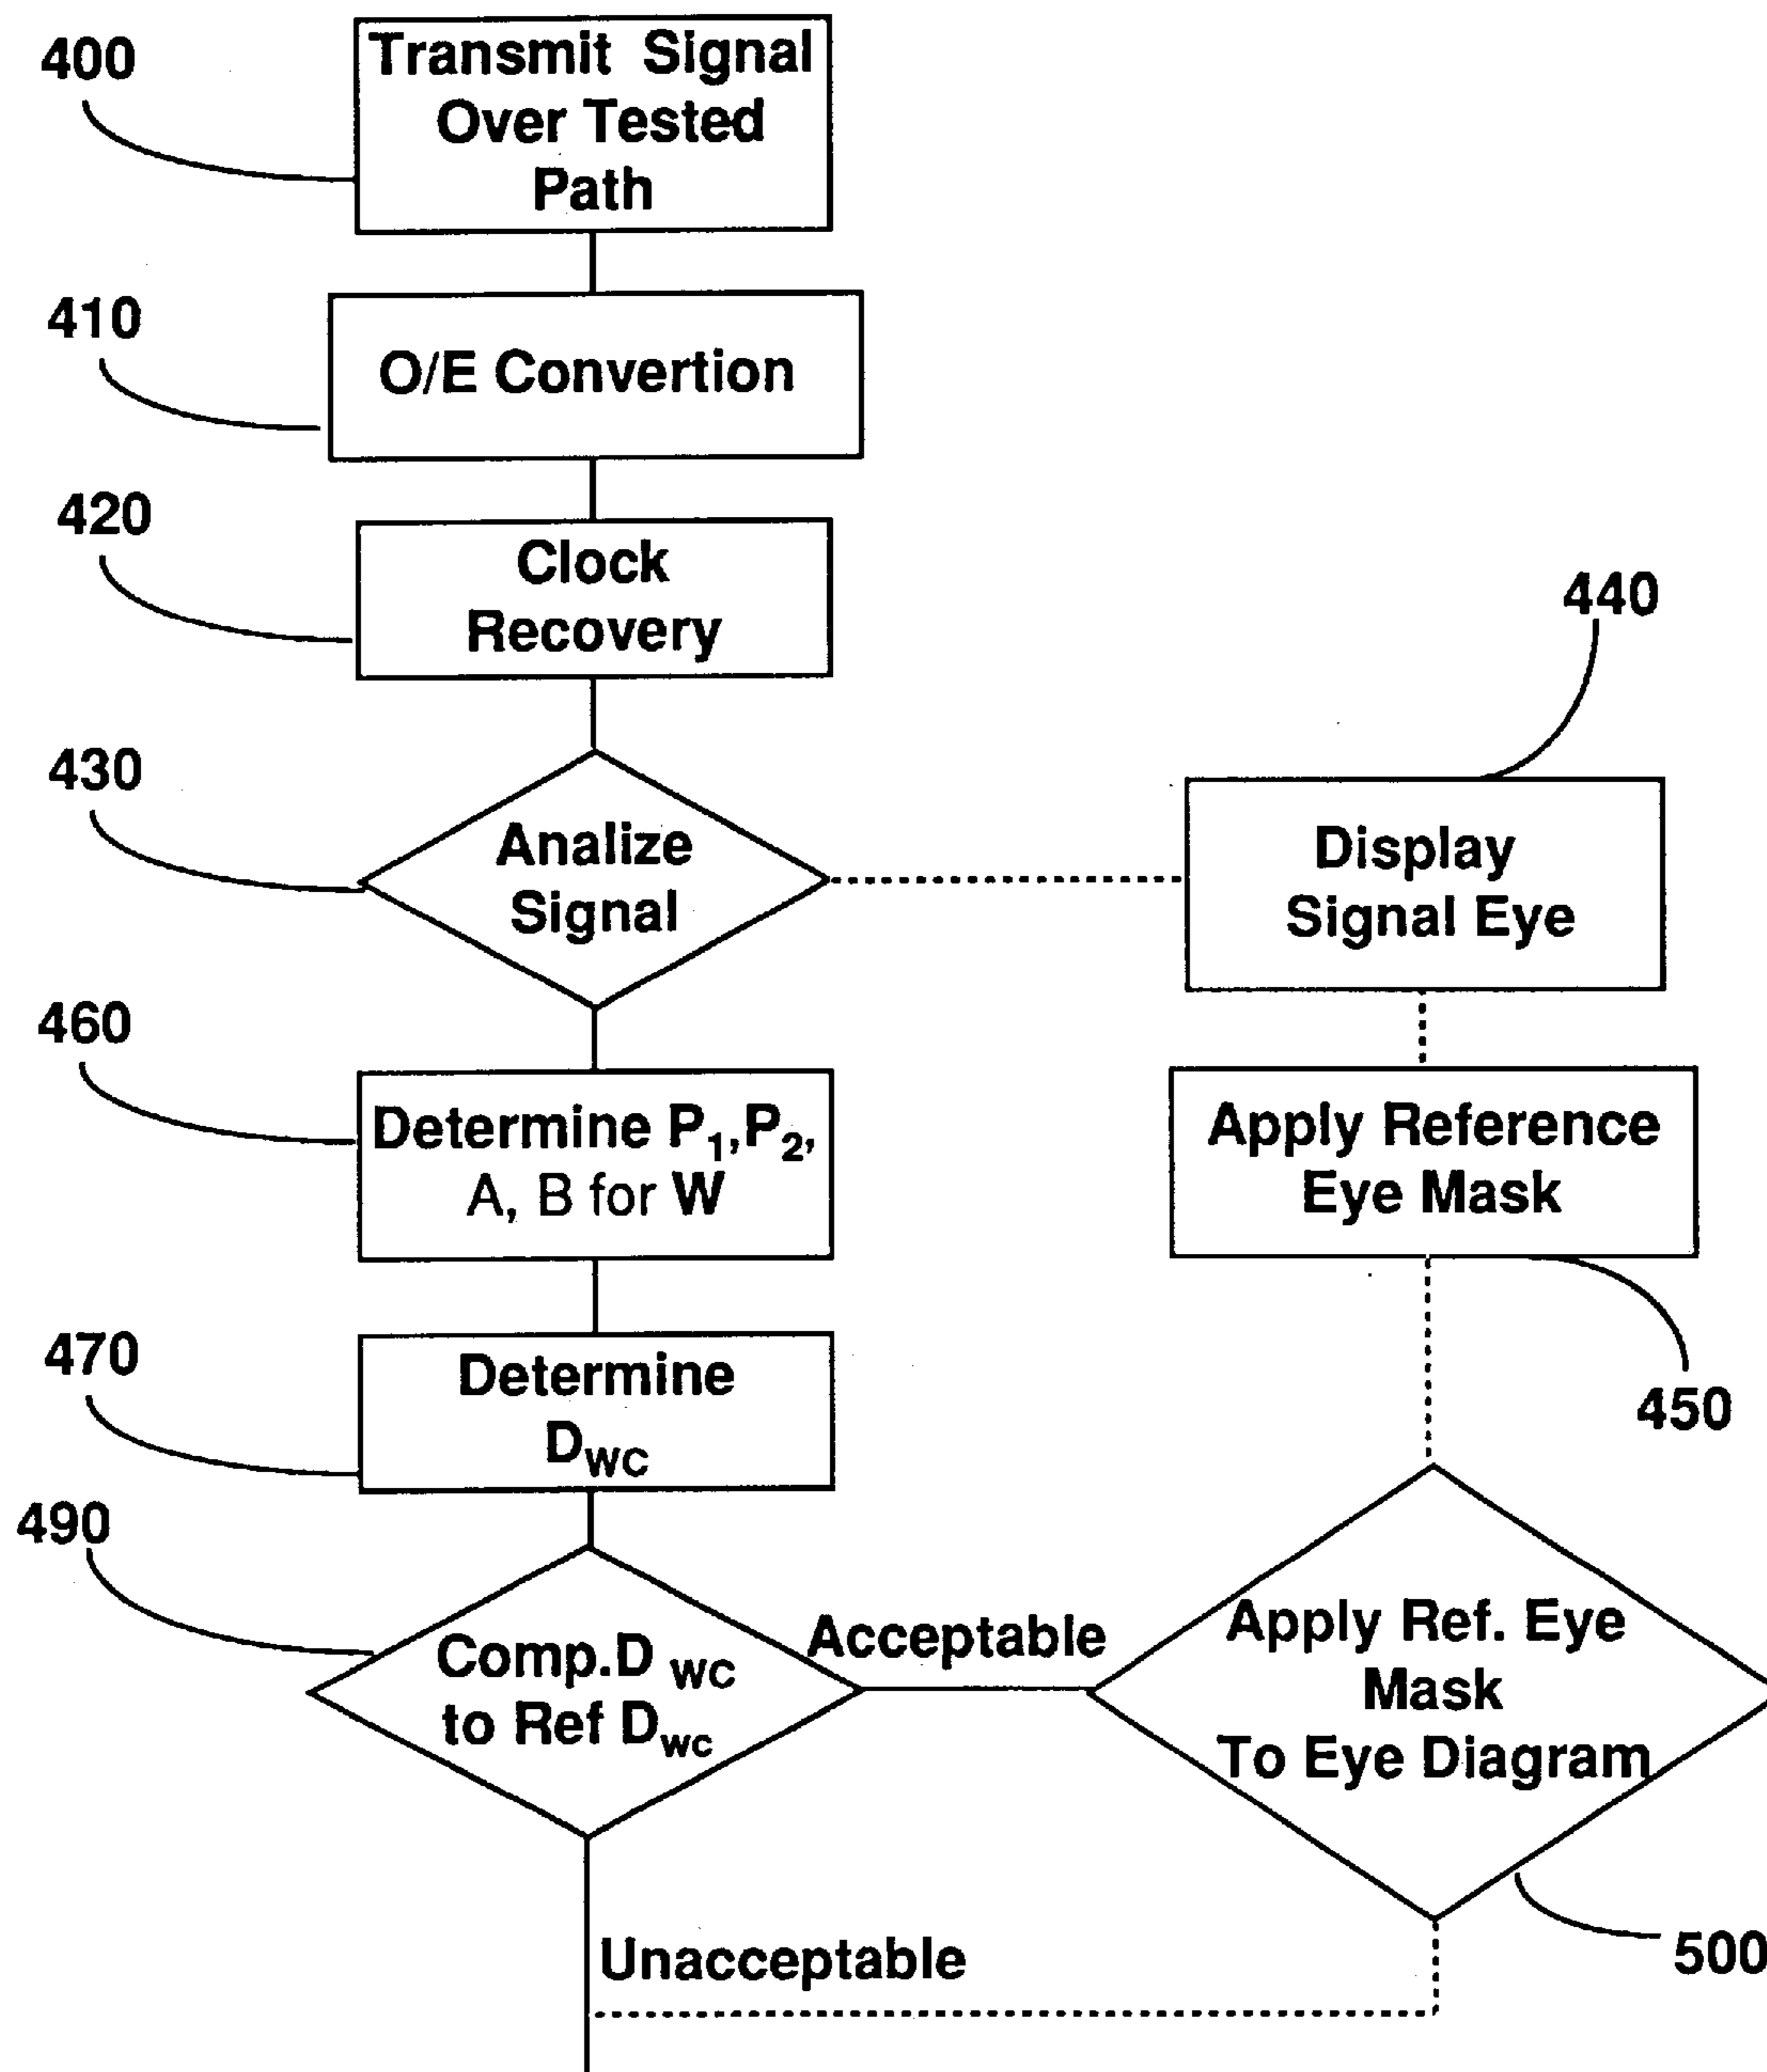 400
Transmit Signal
Over Tested
Path
410
O/E Convertion
420
Clock
Recovery
430
Analize
Signal
440
Display
Signal Eye
460
Determine P1,P2,
A, B for W
Apply Reference
Eye Mask
450
470
Determine
DWC
490
Comp.D WC
to Ref Dwc
Acceptable
Apply Ref. Eye
Mask
To Eye Diagram
500
Unacceptable